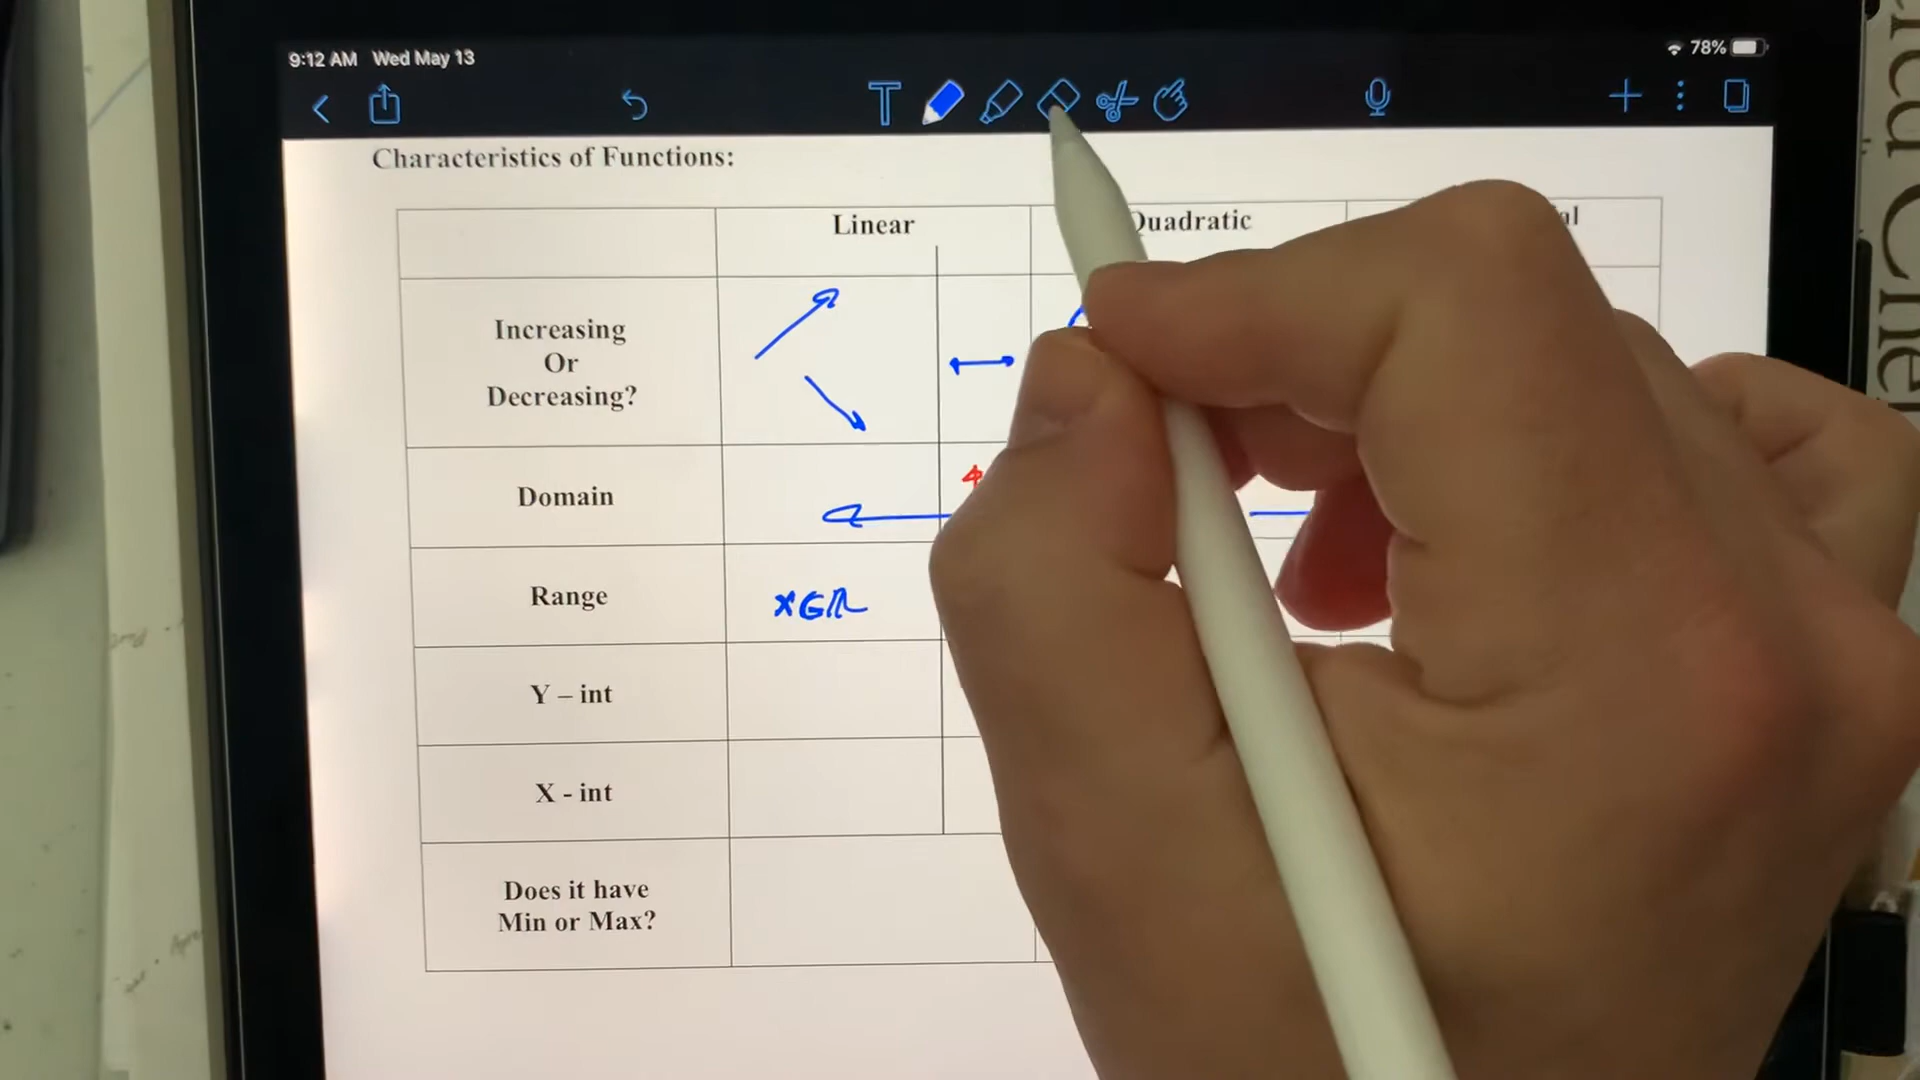 9:12 AM Wed May 13
78%
Characteristics of Functions:
Linear
Quadratic
Increasing
Or
Decreasing?
Domain
Range
x∈ℝ
Y – int
X - int
Does it have
Min or Max?